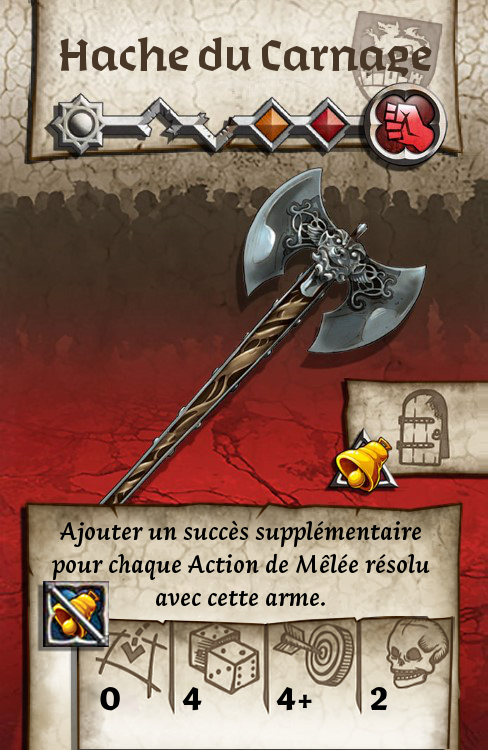 Hache du Carnage
Ajouter un succès supplémentaire
pour chaque Action de Mêlée résolu
avec cette arme.
0 4 4+ 2